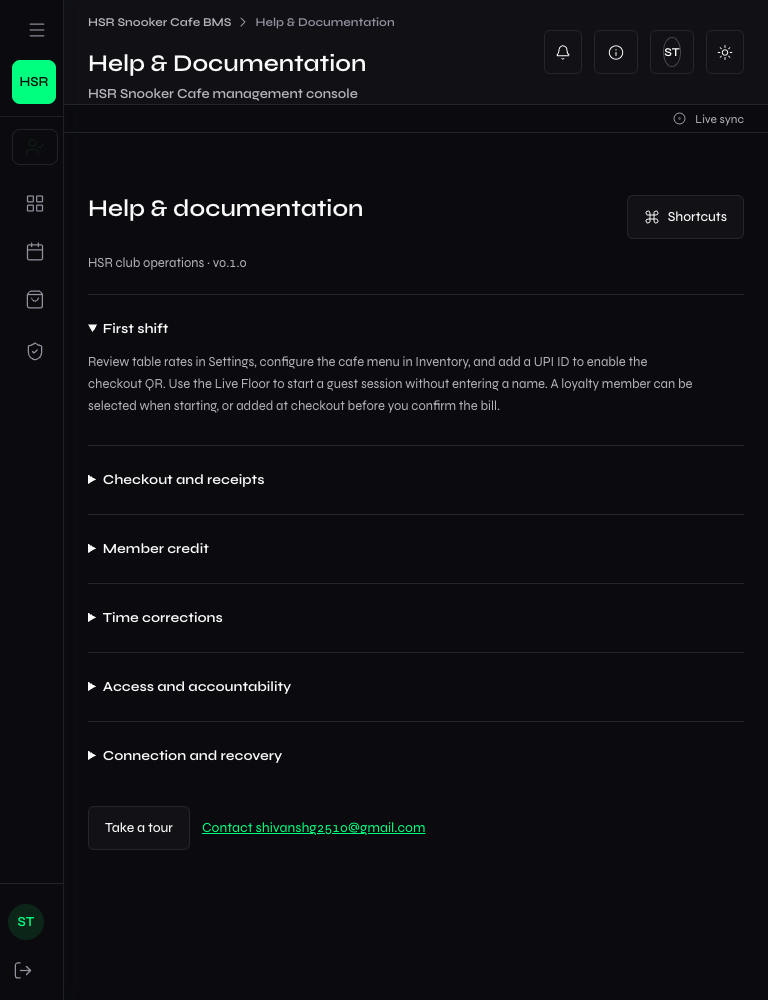 HSR Snooker Cafe BMS > Help & Documentation
Help & Documentation
HSR Snooker Cafe management console
ST
HSR
Live sync
Help & documentation
Shortcuts
HSR club operations · v0.1.0
First shift
Review table rates in Settings, configure the cafe menu in Inventory, and add a UPI ID to enable the
checkout QR. Use the Live Floor to start a guest session without entering a name. A loyalty member can be
selected when starting, or added at checkout before you confirm the bill.
Checkout and receipts
Member credit
Time corrections
Access and accountability
Connection and recovery
Take a tour
Contact shivanshg2510@gmail.com
ST